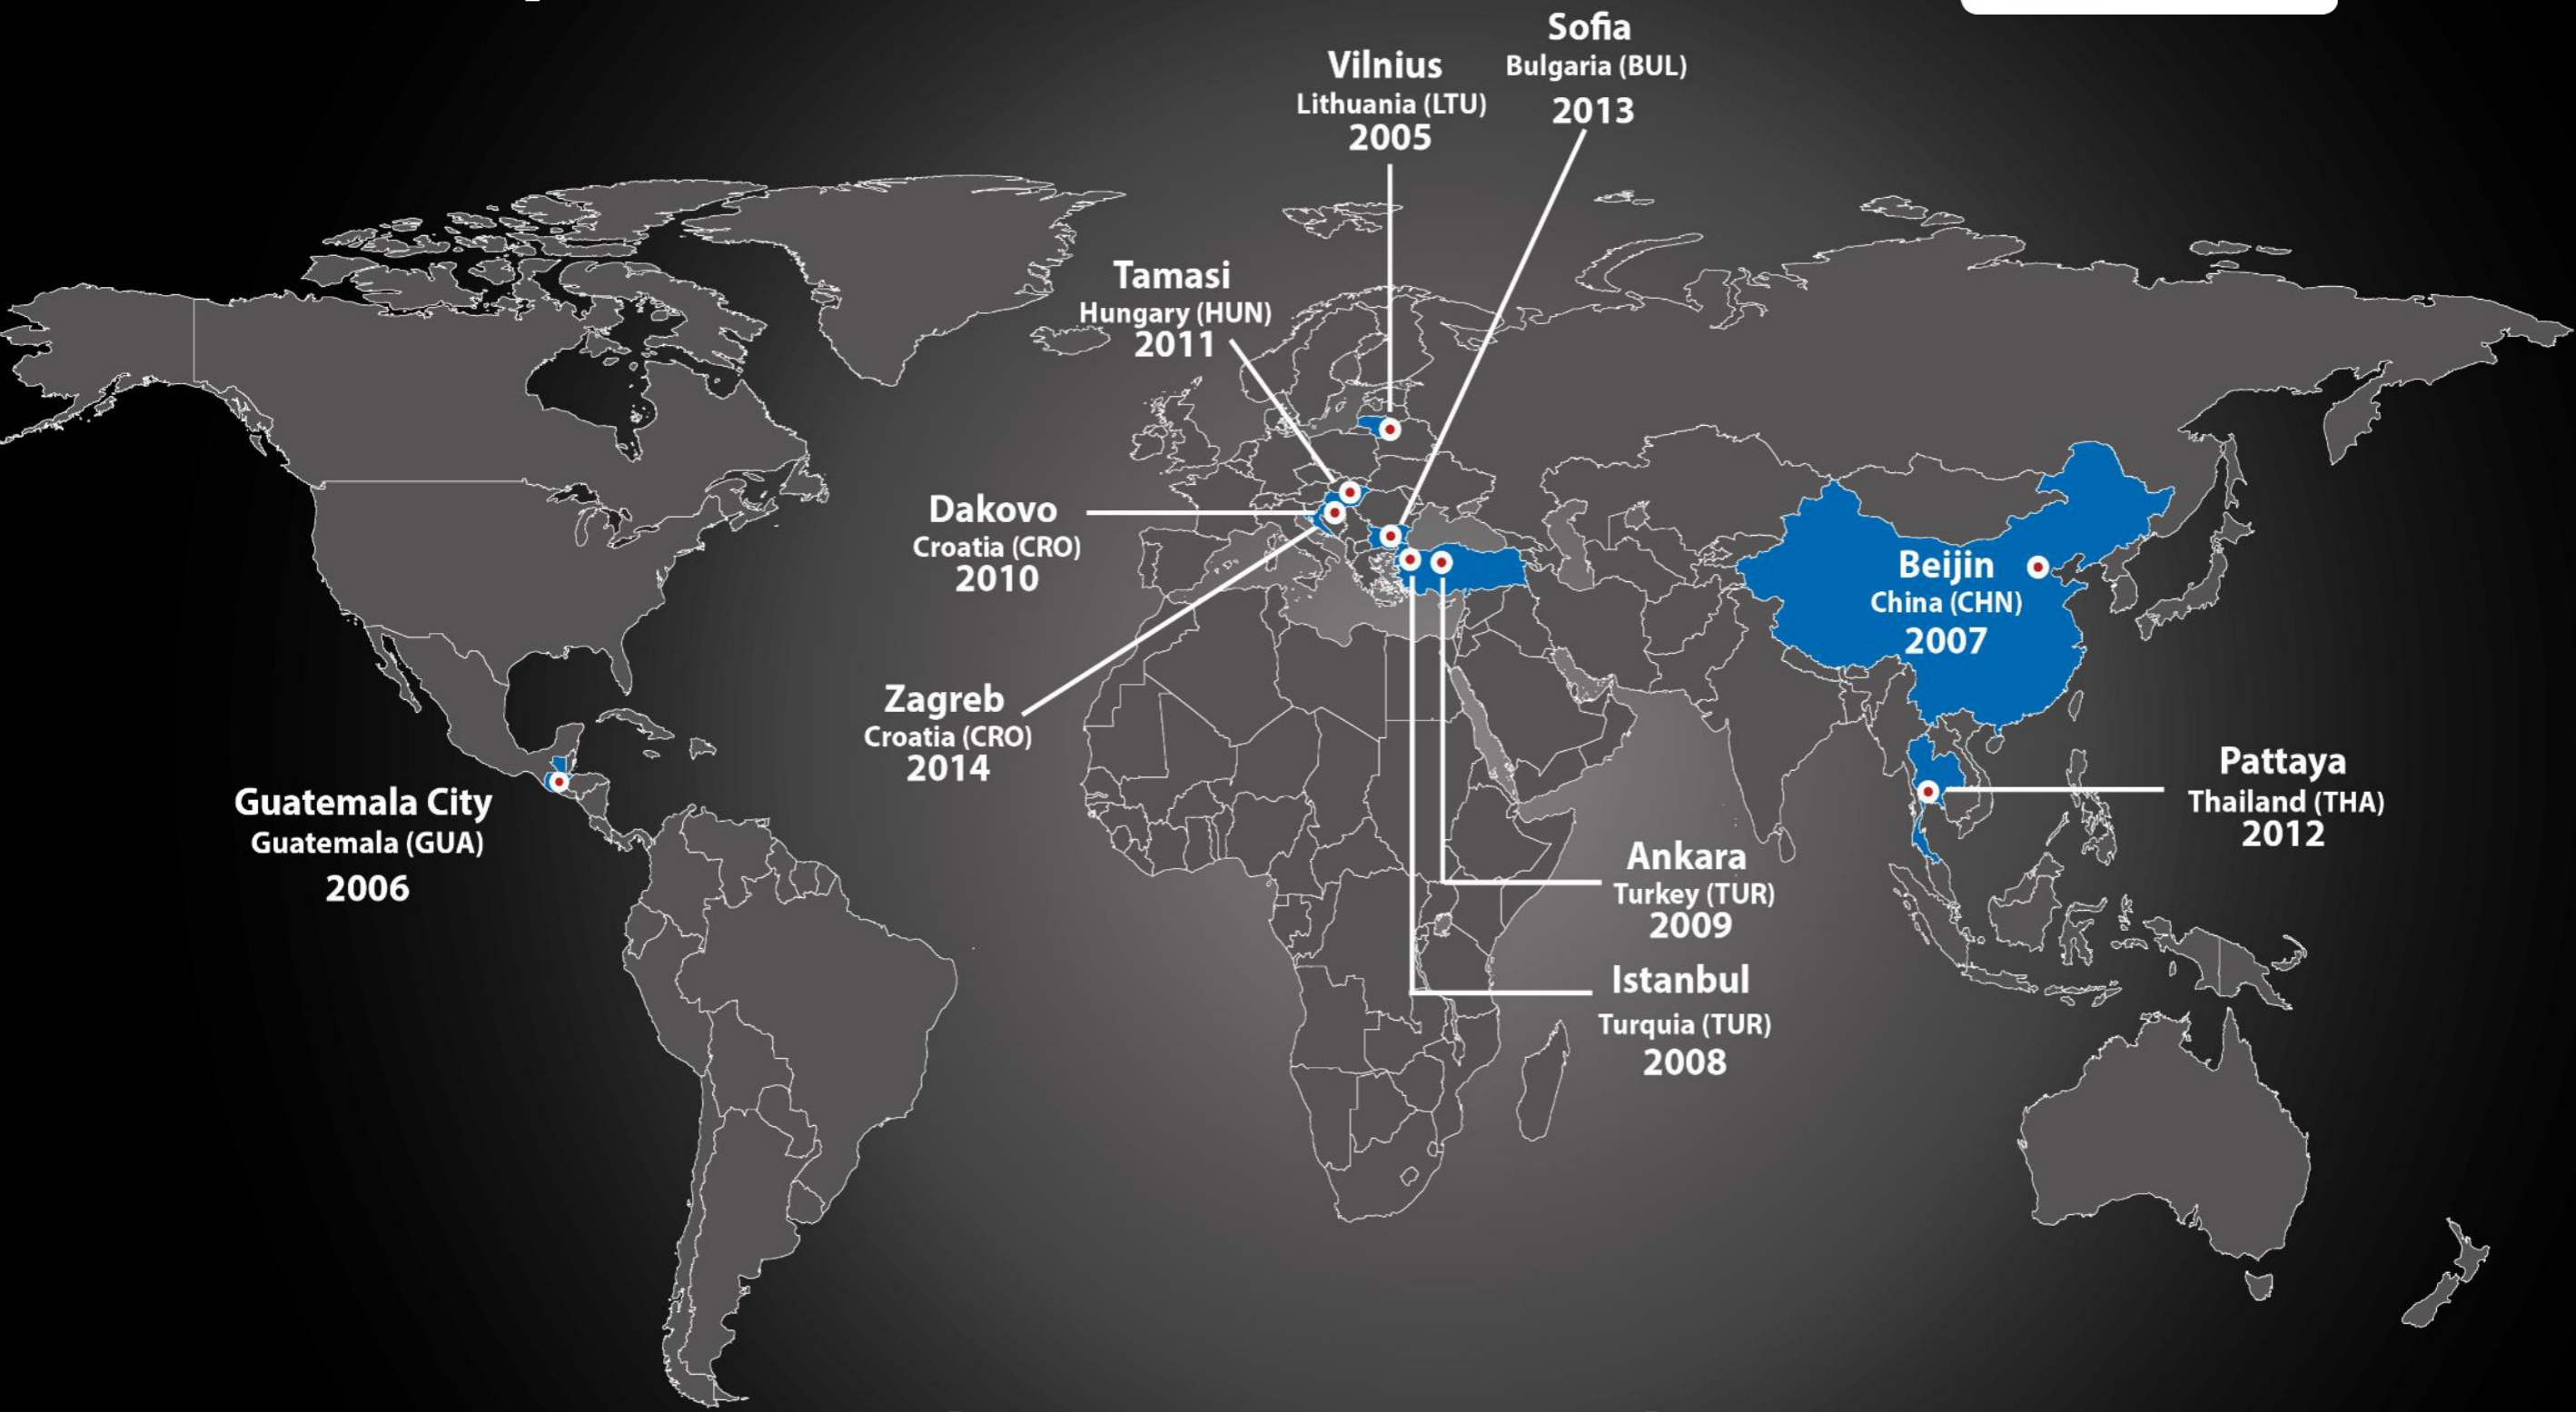 Sofia
Bulgaria (BUL)
2013
Vilnius
Lithuania (LTU)
2005
Tamasi
Hungary (HUN)
2011
Dakovo
Croatia (CRO)
2010
Beijin
China (CHN)
2007
Zagreb
Croatia (CRO)
2014
Guatemala City
Guatemala (GUA)
2006
Pattaya
Thailand (THA)
2012
Ankara
Turkey (TUR)
2009
Istanbul
Turquia (TUR)
2008